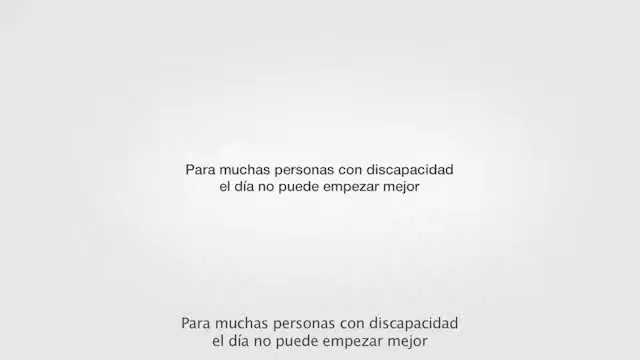 Para muchas personas con discapacidad
el día no puede empezar mejor
Para muchas personas con discapacidad
el día no puede empezar mejor